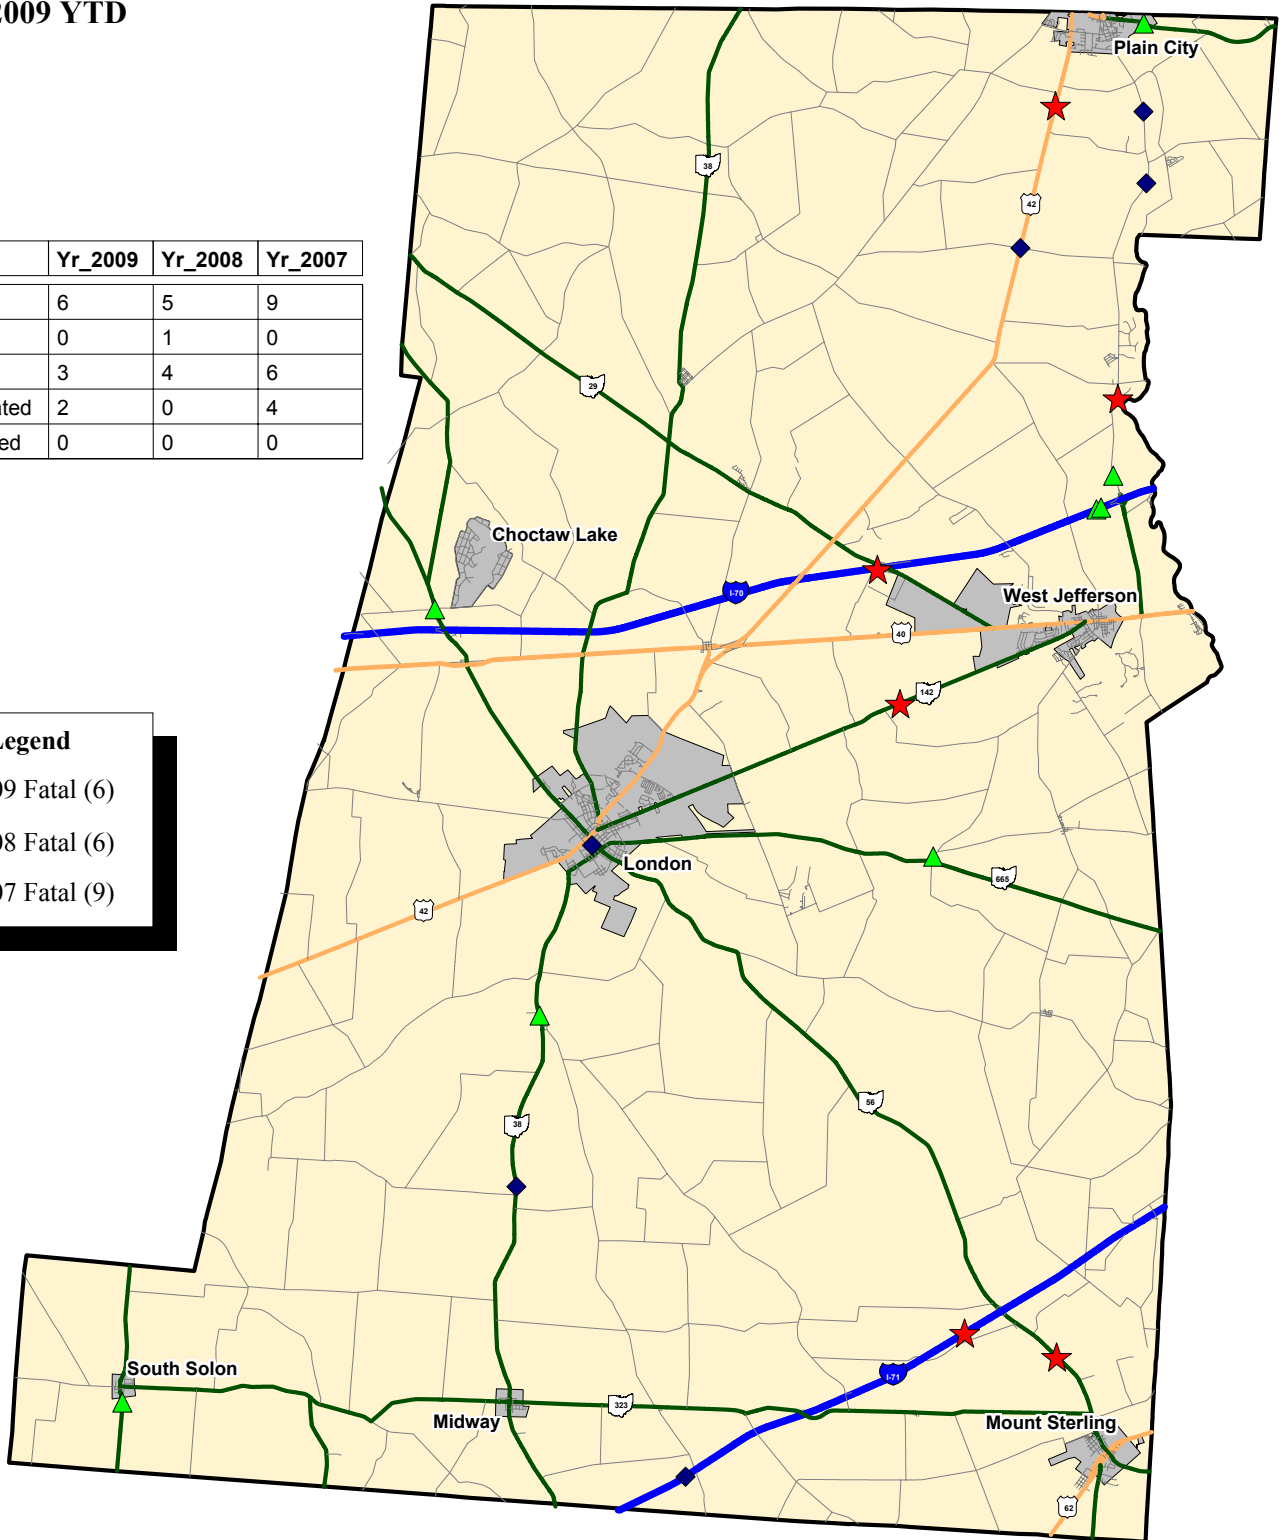 2009 YTD
Plain City
38
42
Yr_2009 Yr_2008 Yr_2007
6 5 9
0 1 0
3 4 6
ated 2 0 4
ed 0 0 0
29
Choctaw Lake
I-70
West Jefferson
40
142
Legend
09 Fatal (6)
08 Fatal (6)
07 Fatal (9)
London
665
42
56
38
South Solon
I-71
323
Midway
Mount Sterling
62